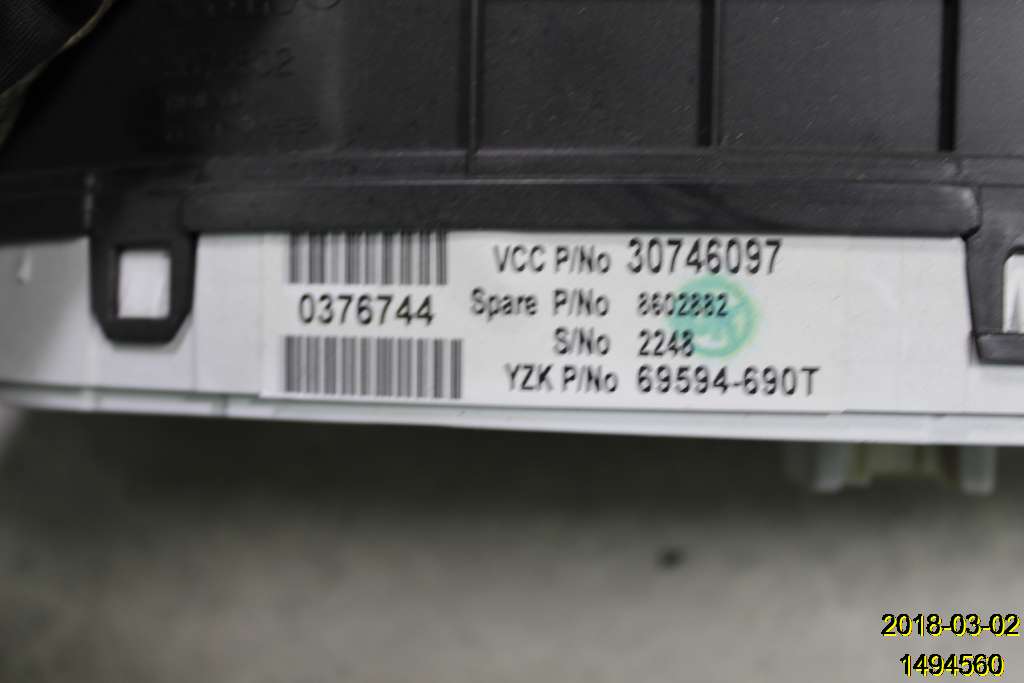 VCC P/No 30746097
0376744
Spare P/No 8602882
S/No 2248
YZK P/No 69594-690T
2018-03-02
1494560